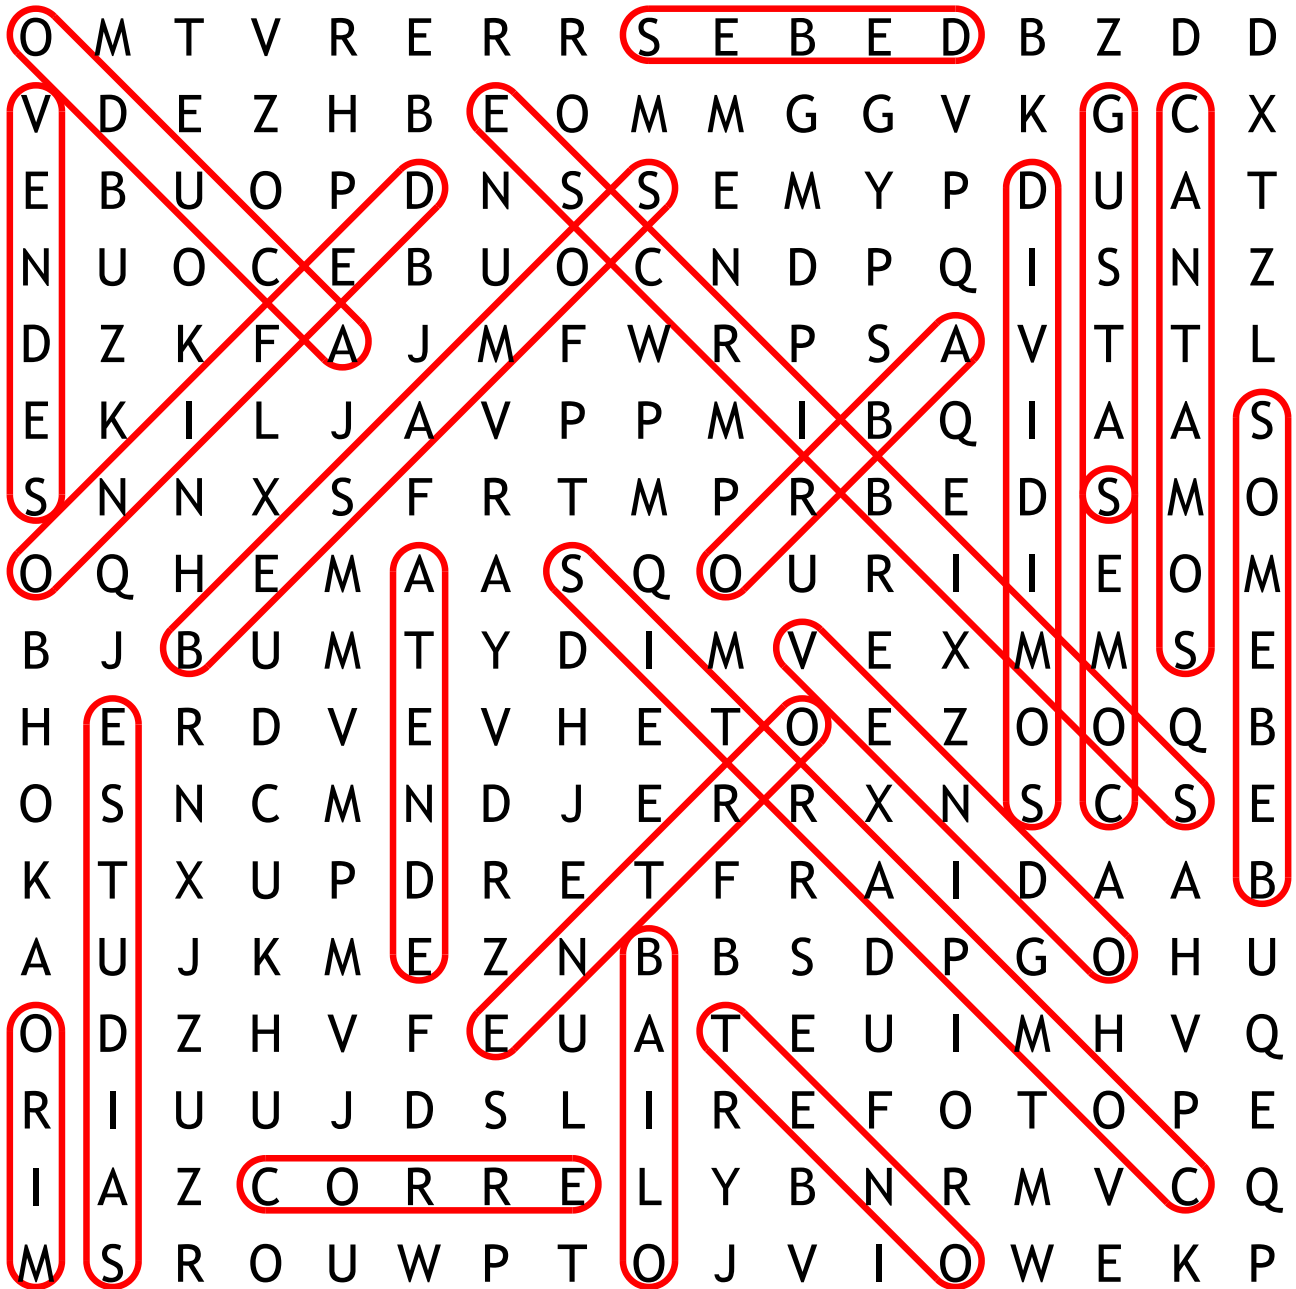 O M T V R E R R S E B E D B Z D D
V D E Z H B E O M M G G V K G C X
E B U O P D N S S E M Y P D U A T
N U O C E B U O C N D P Q I S N Z
D Z K F A J M F W R P S A V T T L
E K I L J A V P P M I B Q I A A S
S N N X S F R T M P R B E D S M O
O Q H E M A A S Q O U R I I E O M
B J B U M T Y D I M V E X M M S E
H E R D V E V H E T O E Z O O Q B
O S N C M N D J E R R X N S C S E
K T X U P D R E T F R A I D A A B
A U J K M E Z N B B S D P G O H U
O D Z H V F E U A T E U I M H V Q
R I U U J D S L I R E F O T O P E
I A Z C O R R E L Y B N R M V C Q
M S R O U W P T O J V I O W E K P